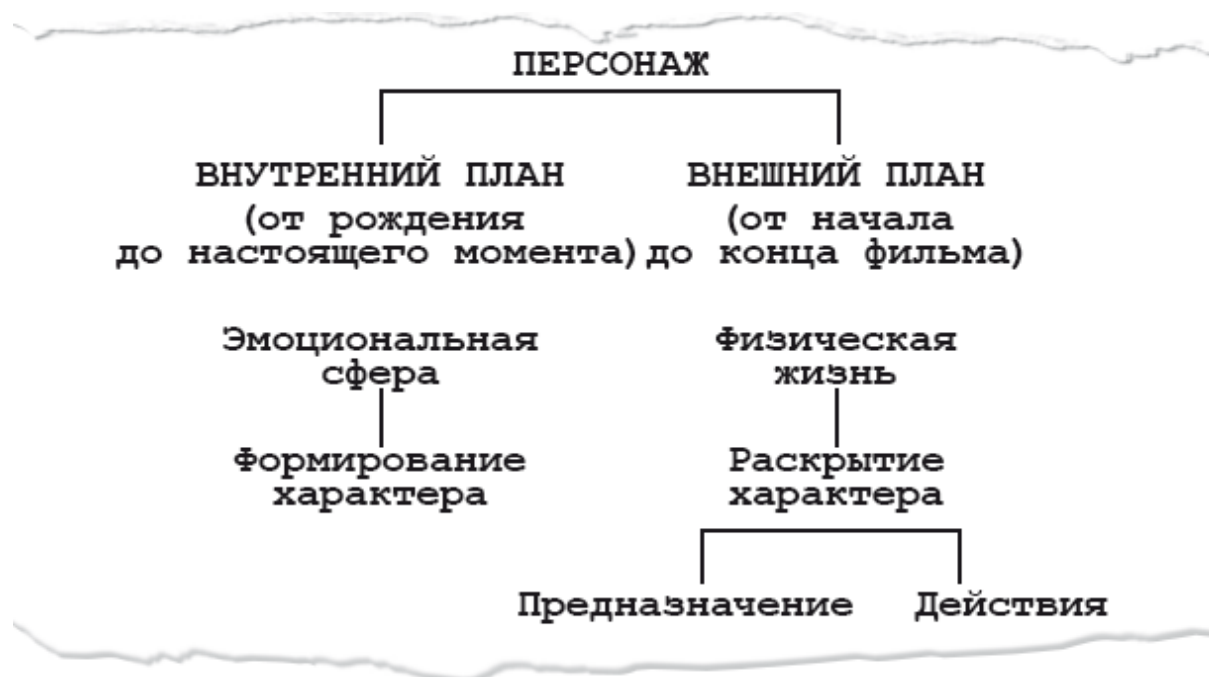 ПЕРСОНАЖ
ВНУТРЕННИЙ ПЛАН
(от рождения
до настоящего момента)
ВНЕШНИЙ ПЛАН
(от начала
до конца фильма)
Эмоциональная
сфера
Физическая
жизнь
Формирование
характера
Раскрытие
характера
Предназначение
Действия